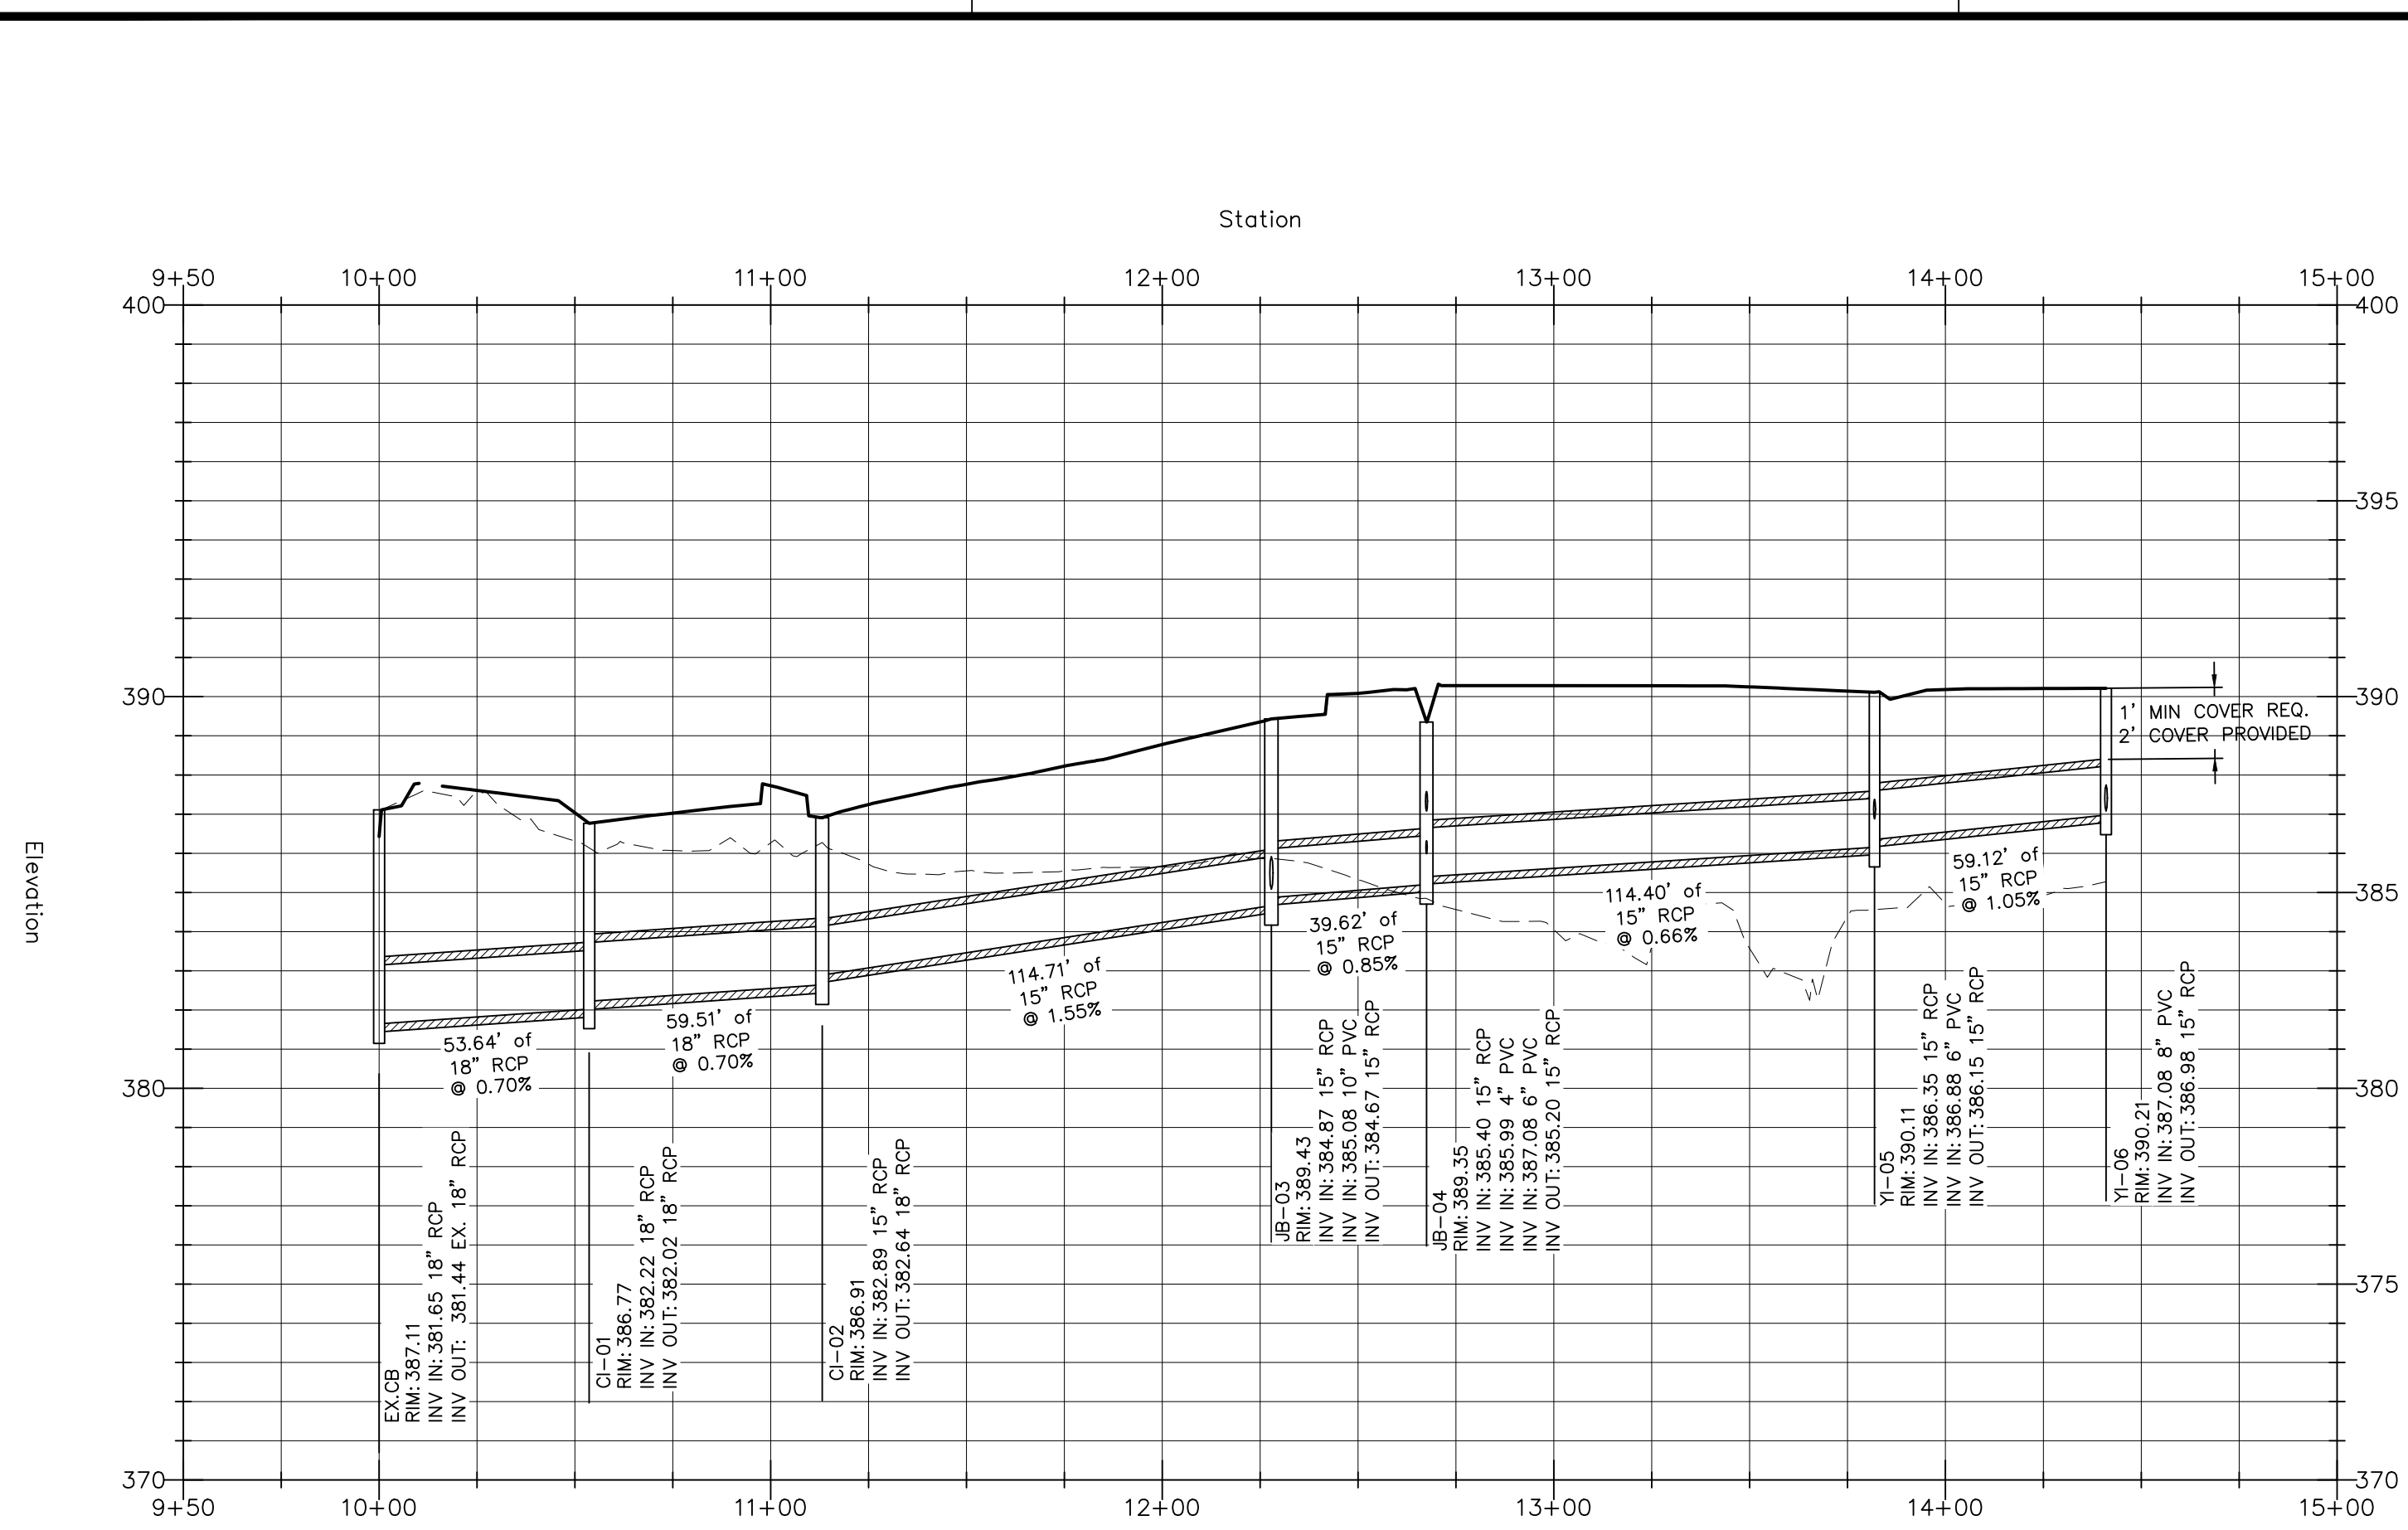 Station
9+50
10+00
11+00
12+00
13+00
14+00
15+00
400
400
395
390
390
1' MIN COVER REQ.
2' COVER PROVIDED
Elevation
385
59.12' of
15" RCP
@ 1.05%
114.40' of
15" RCP
@ 0.66%
39.62' of
15" RCP
@ 0.85%
114.71' of
15" RCP
@ 1.55%
59.51' of
18" RCP
@ 0.70%
53.64' of
18" RCP
@ 0.70%
380
380
EX.CB
RIM: 387.11
INV IN: 381.65 18" RCP
INV OUT: 381.44 EX. 18" RCP
CI-01
RIM: 386.77
INV IN: 382.22 18" RCP
INV OUT: 382.02 18" RCP
CI-02
RIM: 386.91
INV IN: 382.89 15" RCP
INV OUT: 382.64 18" RCP
JB-03
RIM: 389.43
INV IN: 384.87 15" RCP
INV IN: 385.08 10" PVC
INV OUT: 384.67 15" RCP
JB-04
RIM: 389.35
INV IN: 385.40 15" RCP
INV IN: 385.99 4" PVC
INV IN: 387.08 6" PVC
INV OUT: 385.20 15" RCP
YI-05
RIM: 390.11
INV IN: 386.35 15" RCP
INV IN: 386.88 6" PVC
INV OUT: 386.15 15" RCP
YI-06
RIM: 390.21
INV IN: 387.08 8" PVC
INV OUT: 386.98 15" RCP
375
370
370
9+50
10+00
11+00
12+00
13+00
14+00
15+00